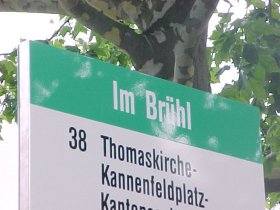 Im Brühl
38 Thomaskirche-
Kannenfeldplatz-